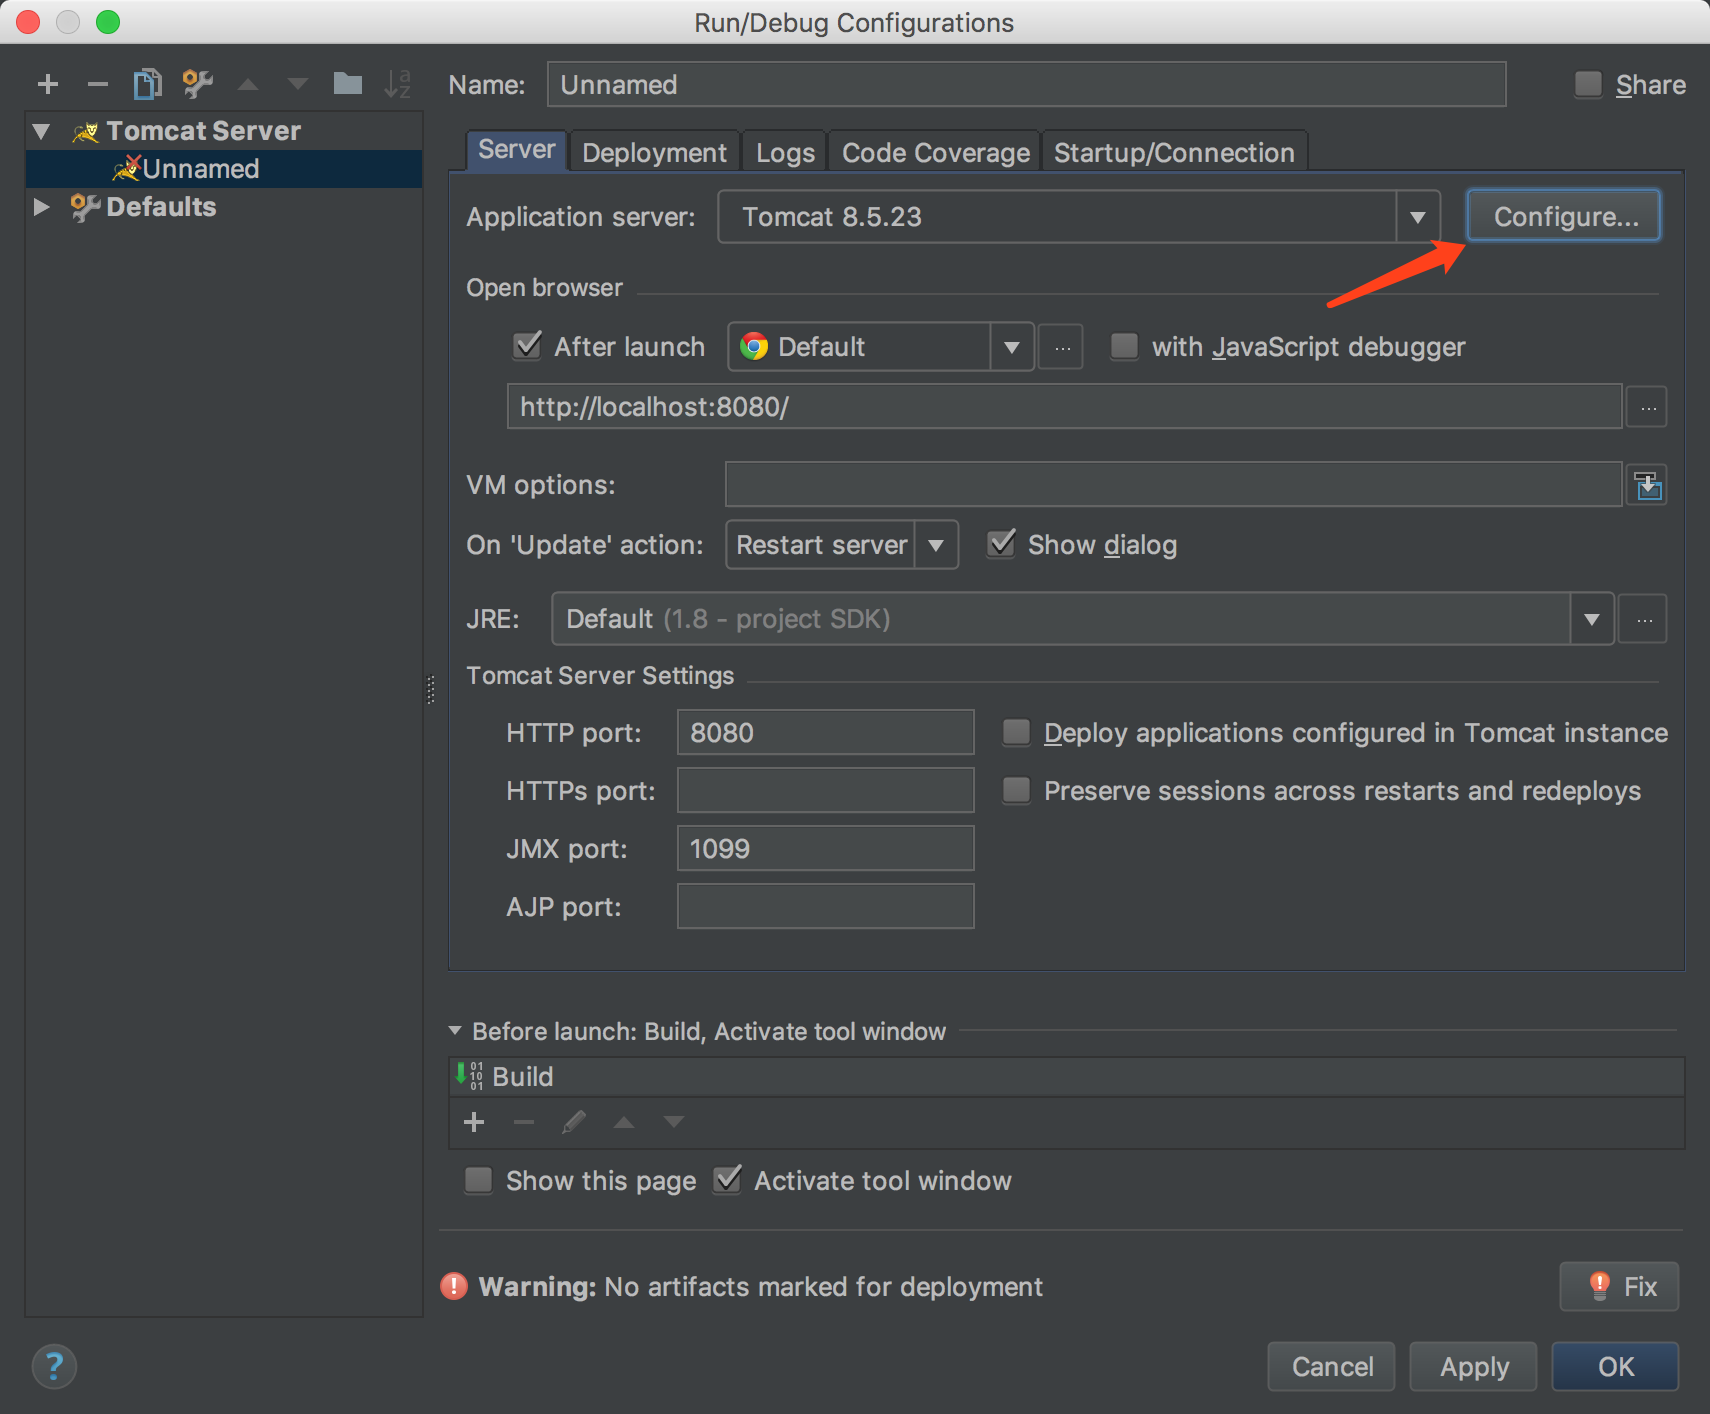 Run/Debug Configurations
Name: Unnamed Share
Tomcat Server
Unnamed
Defaults
Server Deployment Logs Code Coverage Startup/Connection
Application server: Tomcat 8.5.23 Configure...
Open browser
After launch Default ... with JavaScript debugger
http://localhost:8080/ ...
VM options:
On 'Update' action: Restart server Show dialog
JRE: Default (1.8 - project SDK) ...
Tomcat Server Settings
HTTP port: 8080 Deploy applications configured in Tomcat instance
HTTPs port: Preserve sessions across restarts and redeploys
JMX port: 1099
AJP port:
Before launch: Build, Activate tool window
Build
Show this page Activate tool window
Warning: No artifacts marked for deployment Fix
? Cancel Apply OK